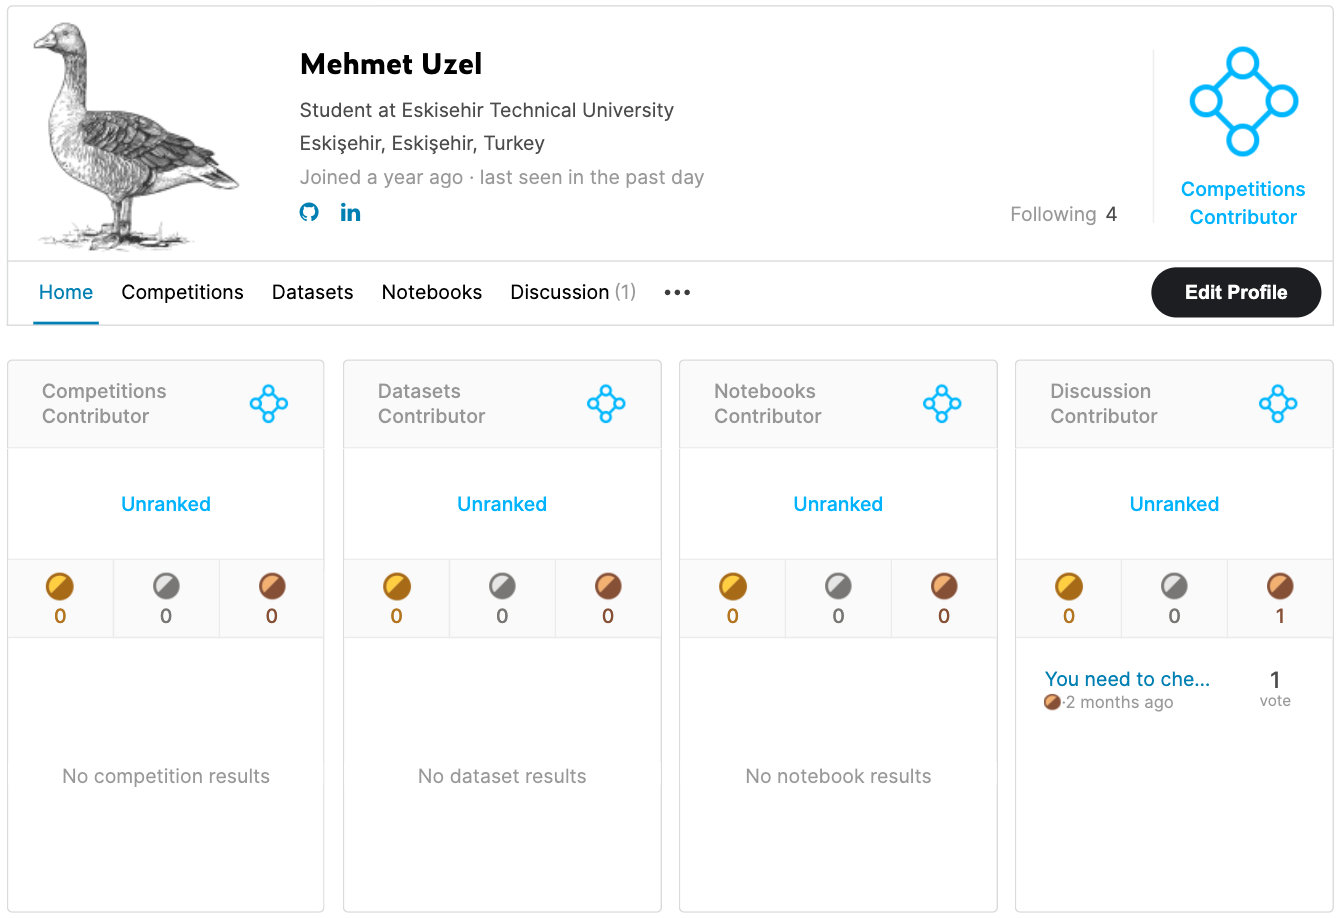 Mehmet Uzel
Student at Eskisehir Technical University
Eskişehir, Eskişehir, Turkey
Joined a year ago · last seen in the past day
in
Following 4
Competitions
Contributor
Home Competitions Datasets Notebooks Discussion (1) •••
Edit Profile
Competitions
Contributor
Unranked
0 0 0
No competition results
Datasets
Contributor
Unranked
0 0 0
No dataset results
Notebooks
Contributor
Unranked
0 0 0
No notebook results
Discussion
Contributor
Unranked
0 0 1
You need to che... 1
·2 months ago vote